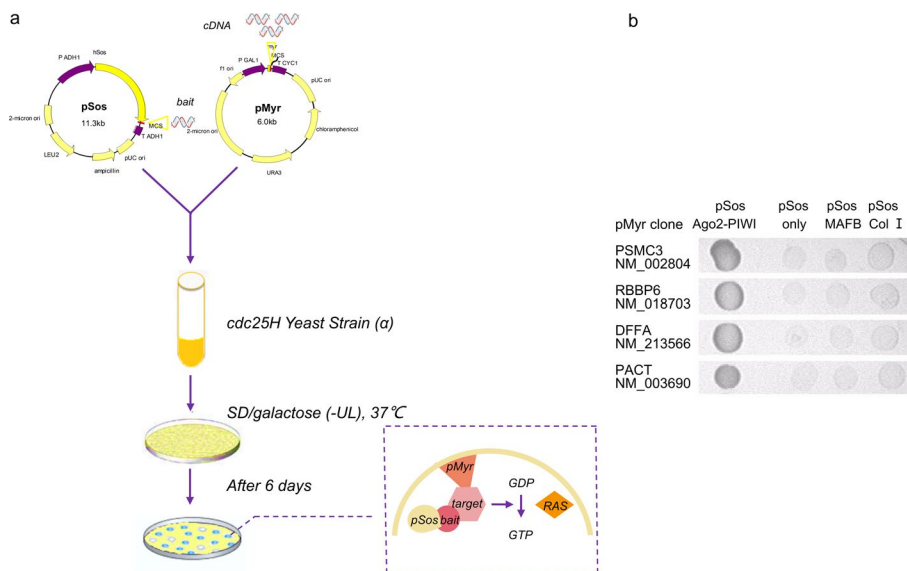 a
cDNA
P ADH1
hSos
2-micron ori
pSos
11.3kb
MCS
T ADH1
pUC ori
ampicillin
LEU2
bait
myr
MCS
P GAL1
T CYC1
f1 ori
pUC ori
pMyr
6.0kb
2-micron ori
chloramphenicol
URA3
cdc25H Yeast Strain (α)
SD/galactose (-UL), 37℃
After 6 days
pMyr
target
pSos
bait
GDP
GTP
RAS
b
pMyr clone
pSos
Ago2-PIWI
pSos
only
pSos
MAFB
pSos
Col I
PSMC3
NM_002804
RBBP6
NM_018703
DFFA
NM_213566
PACT
NM_003690